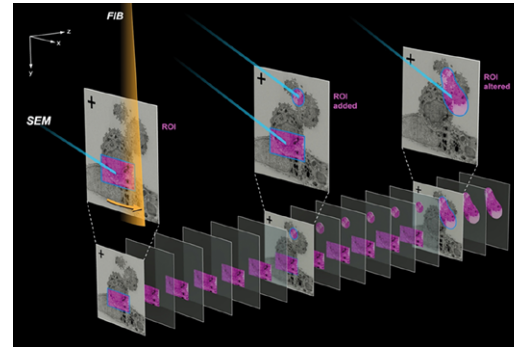 FIB
z
x
y
SEM
ROI
ROI
added
ROI
altered